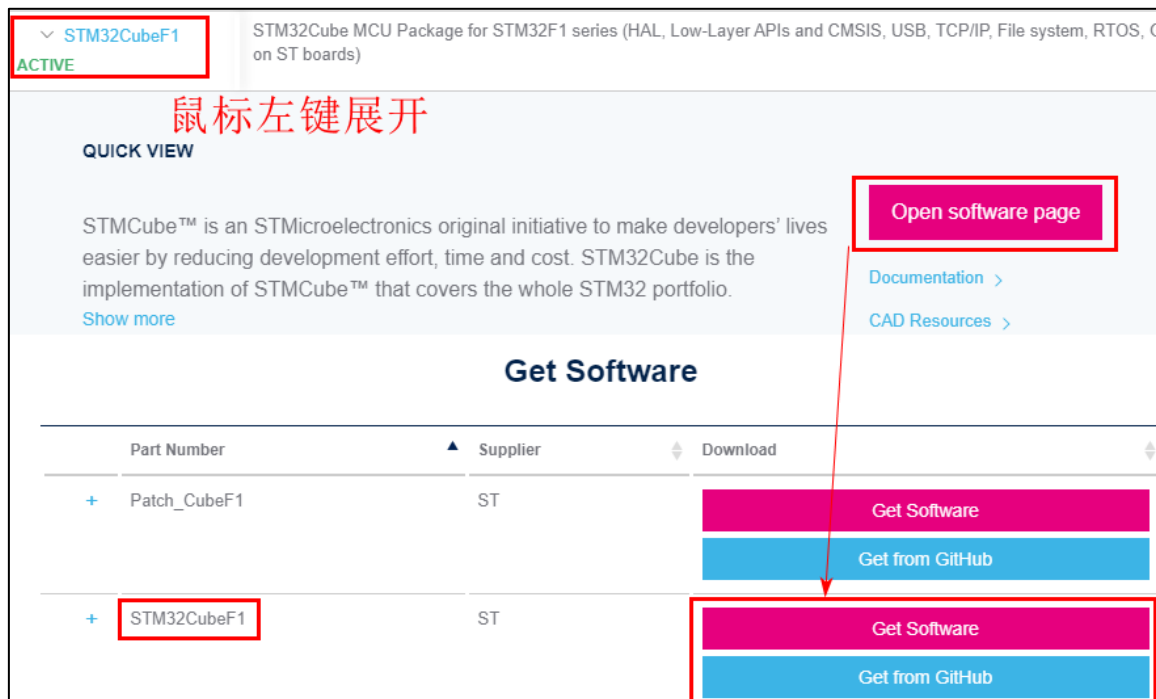 STM32CubeF1
ACTIVE
STM32Cube MCU Package for STM32F1 series (HAL, Low-Layer APIs and CMSIS, USB, TCP/IP, File system, RTOS,
on ST boards)
鼠标左键展开
QUICK VIEW
STMCube™ is an STMicroelectronics original initiative to make developers’ lives
easier by reducing development effort, time and cost. STM32Cube is the
implementation of STMCube™ that covers the whole STM32 portfolio.
Show more
Open software page
Documentation >
CAD Resources >
Get Software
Part Number Supplier Download
+ Patch_CubeF1 ST Get Software
Get from GitHub
+ STM32CubeF1 ST Get Software
Get from GitHub